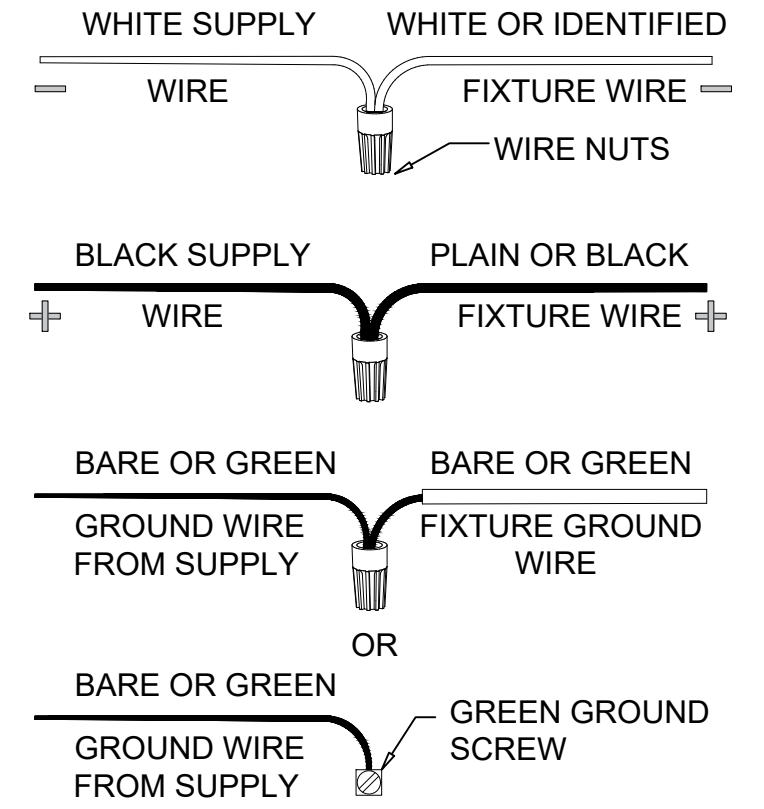 WHITE SUPPLY WHITE OR IDENTIFIED
WIRE FIXTURE WIRE
WIRE NUTS
BLACK SUPPLY PLAIN OR BLACK
WIRE FIXTURE WIRE
BARE OR GREEN BARE OR GREEN
GROUND WIRE FIXTURE GROUND
FROM SUPPLY WIRE
OR
BARE OR GREEN
GREEN GROUND
SCREW
GROUND WIRE
FROM SUPPLY